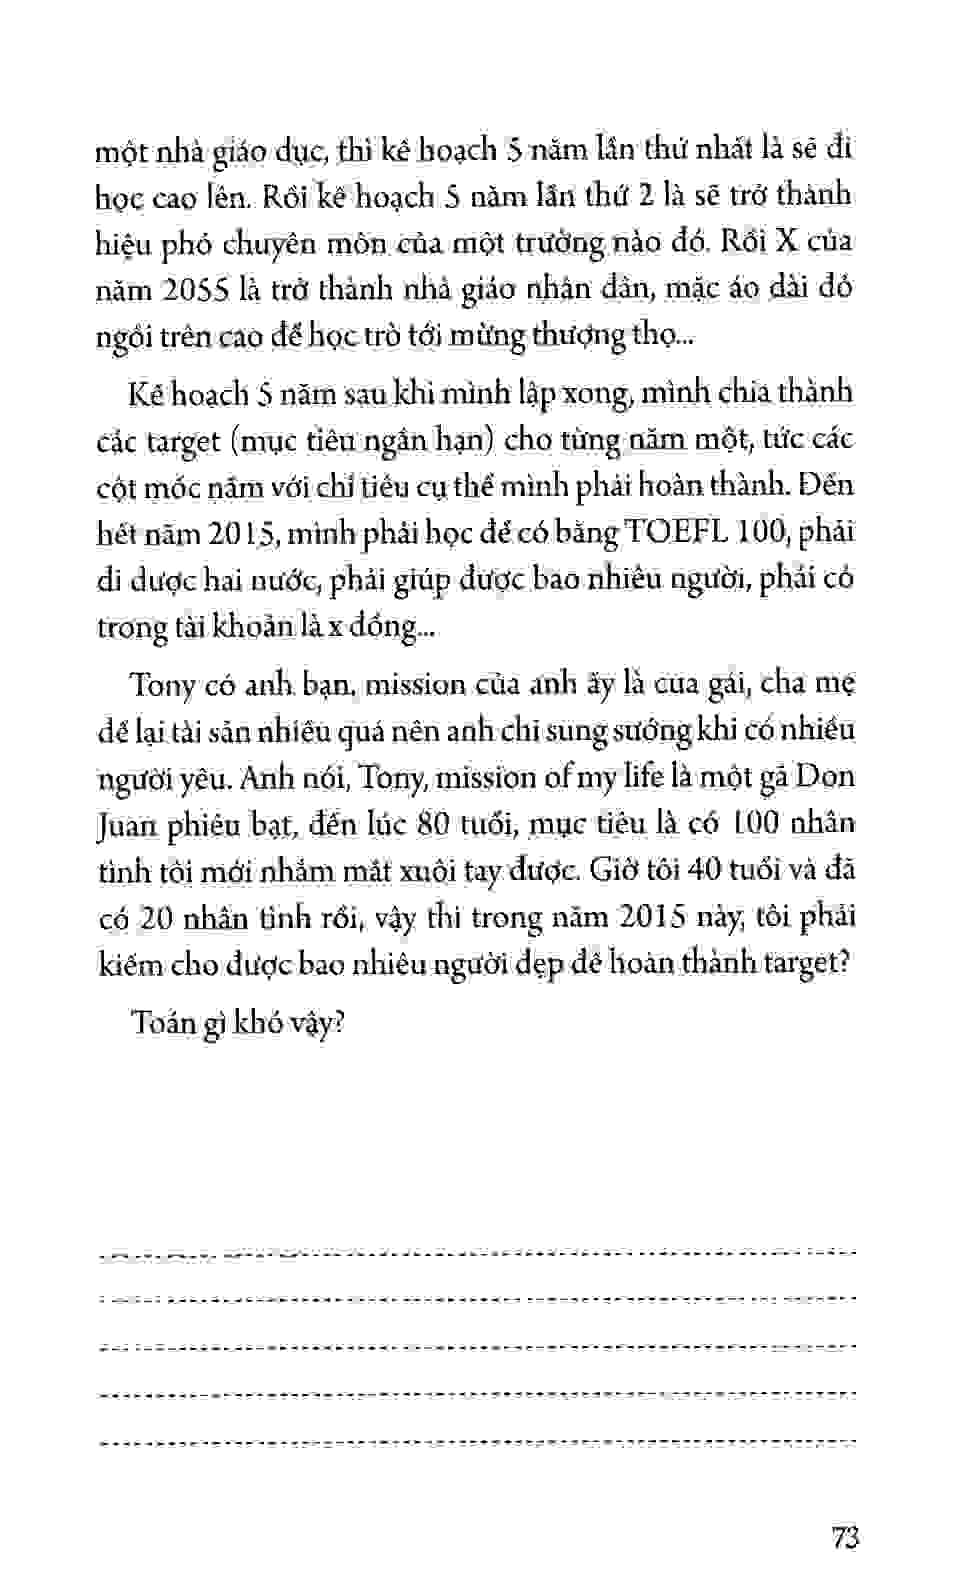 một nhà giáo dục, thì kế hoạch 5 năm lần thứ nhất là sẽ đi
học cao lên. Rồi kế hoạch 5 năm lần thứ 2 là sẽ trở thành
hiệu phó chuyên môn của một trường nào đó. Rồi X của
năm 2055 là trở thành nhà giáo nhân dân, mặc áo dài đỏ
ngồi trên cao để học trò tới mừng thượng thọ...
Kế hoạch 5 năm sau khi mình lập xong, mình chia thành
các target (mục tiêu ngắn hạn) cho từng năm một, tức các
cột mốc năm với chỉ tiêu cụ thể mình phải hoàn thành. Đến
hết năm 2015, mình phải học để có bằng TOEFL 100, phải
đi được hai nước, phải giúp được bao nhiêu người, phải có
trong tài khoản là x đồng...
Tony có anh bạn, mission của anh ấy là cua gái, cha mẹ
để lại tài sản nhiều quá nên anh chỉ sung sướng khi có nhiều
người yêu. Anh nói, Tony, mission of my life là một gã Don
Juan phiêu bạt, đến lúc 80 tuổi, mục tiêu là có 100 nhân
tình tôi mới nhắm mắt xuôi tay được. Giờ tôi 40 tuổi và đã
có 20 nhân tình rồi, vậy thì trong năm 2015 này, tôi phải
kiếm cho được bao nhiêu người đẹp để hoàn thành target?
Toán gì khó vậy?
73